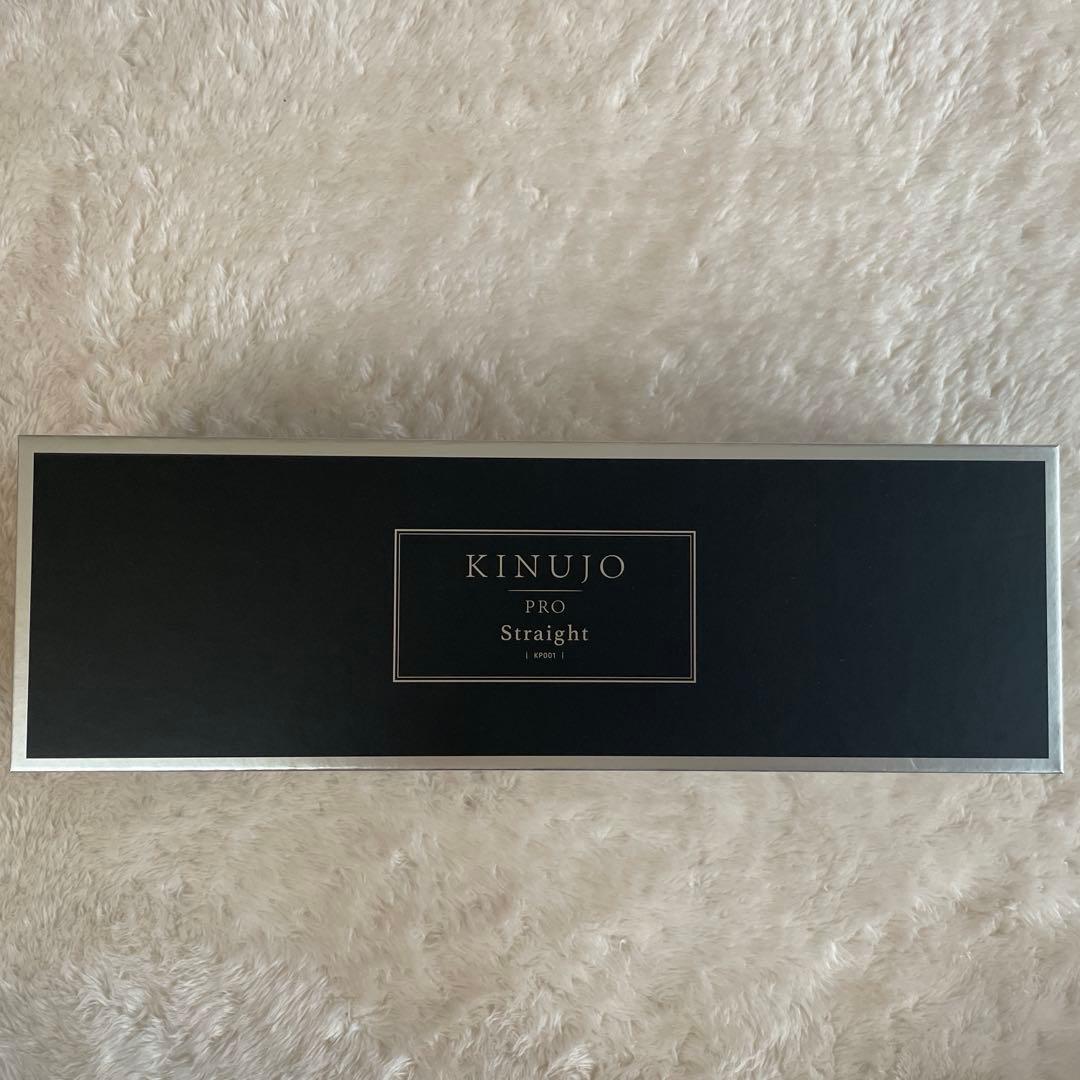 KINUJO
PRO
Straight
| KP001 |